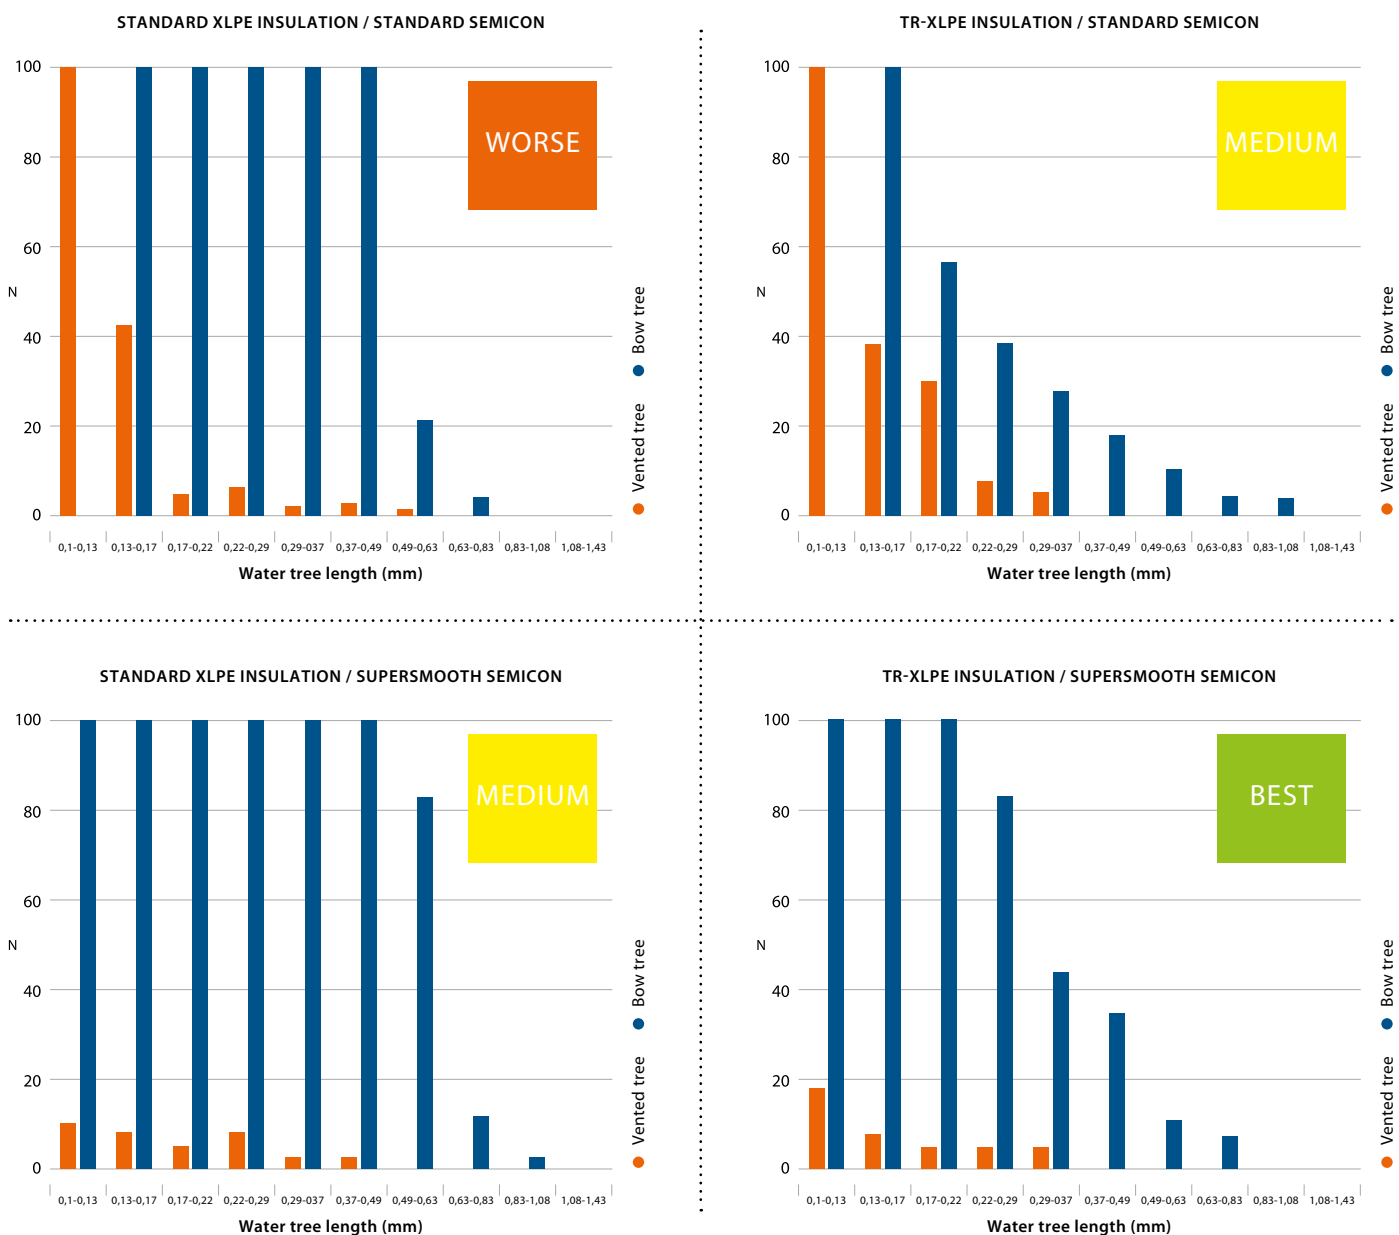 STANDARD XLPE INSULATION / STANDARD SEMICON
100
80
60
N
40
20
0
WORSE
Bow tree
Vented tree
0,1-0,13 0,13-0,17 0,17-0,22 0,22-0,29 0,29-037 0,37-0,49 0,49-0,63 0,63-0,83 0,83-1,08 1,08-1,43
Water tree length (mm)
TR-XLPE INSULATION / STANDARD SEMICON
100
80
60
N
40
20
0
MEDIUM
Bow tree
Vented tree
0,1-0,13 0,13-0,17 0,17-0,22 0,22-0,29 0,29-037 0,37-0,49 0,49-0,63 0,63-0,83 0,83-1,08 1,08-1,43
Water tree length (mm)
STANDARD XLPE INSULATION / SUPERSMOOTH SEMICON
100
80
60
N
40
20
0
MEDIUM
Bow tree
Vented tree
0,1-0,13 0,13-0,17 0,17-0,22 0,22-0,29 0,29-037 0,37-0,49 0,49-0,63 0,63-0,83 0,83-1,08 1,08-1,43
Water tree length (mm)
TR-XLPE INSULATION / SUPERSMOOTH SEMICON
100
80
60
N
40
20
0
BEST
Bow tree
Vented tree
0,1-0,13 0,13-0,17 0,17-0,22 0,22-0,29 0,29-037 0,37-0,49 0,49-0,63 0,63-0,83 0,83-1,08 1,08-1,43
Water tree length (mm)